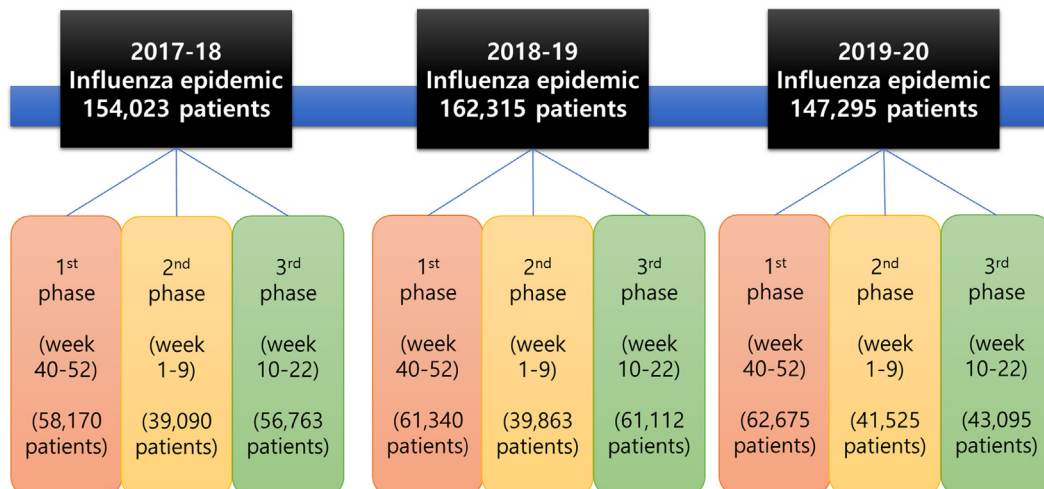 2017-18
Influenza epidemic
154,023 patients
2018-19
Influenza epidemic
162,315 patients
2019-20
Influenza epidemic
147,295 patients
1st
phase
(week
40-52)
(58,170
patients)
2nd
phase
(week
1-9)
(39,090
patients)
3rd
phase
(week
10-22)
(56,763
patients)
1st
phase
(week
40-52)
(61,340
patients)
2nd
phase
(week
1-9)
(39,863
patients)
3rd
phase
(week
10-22)
(61,112
patients)
1st
phase
(week
40-52)
(62,675
patients)
2nd
phase
(week
1-9)
(41,525
patients)
3rd
phase
(week
10-22)
(43,095
patients)